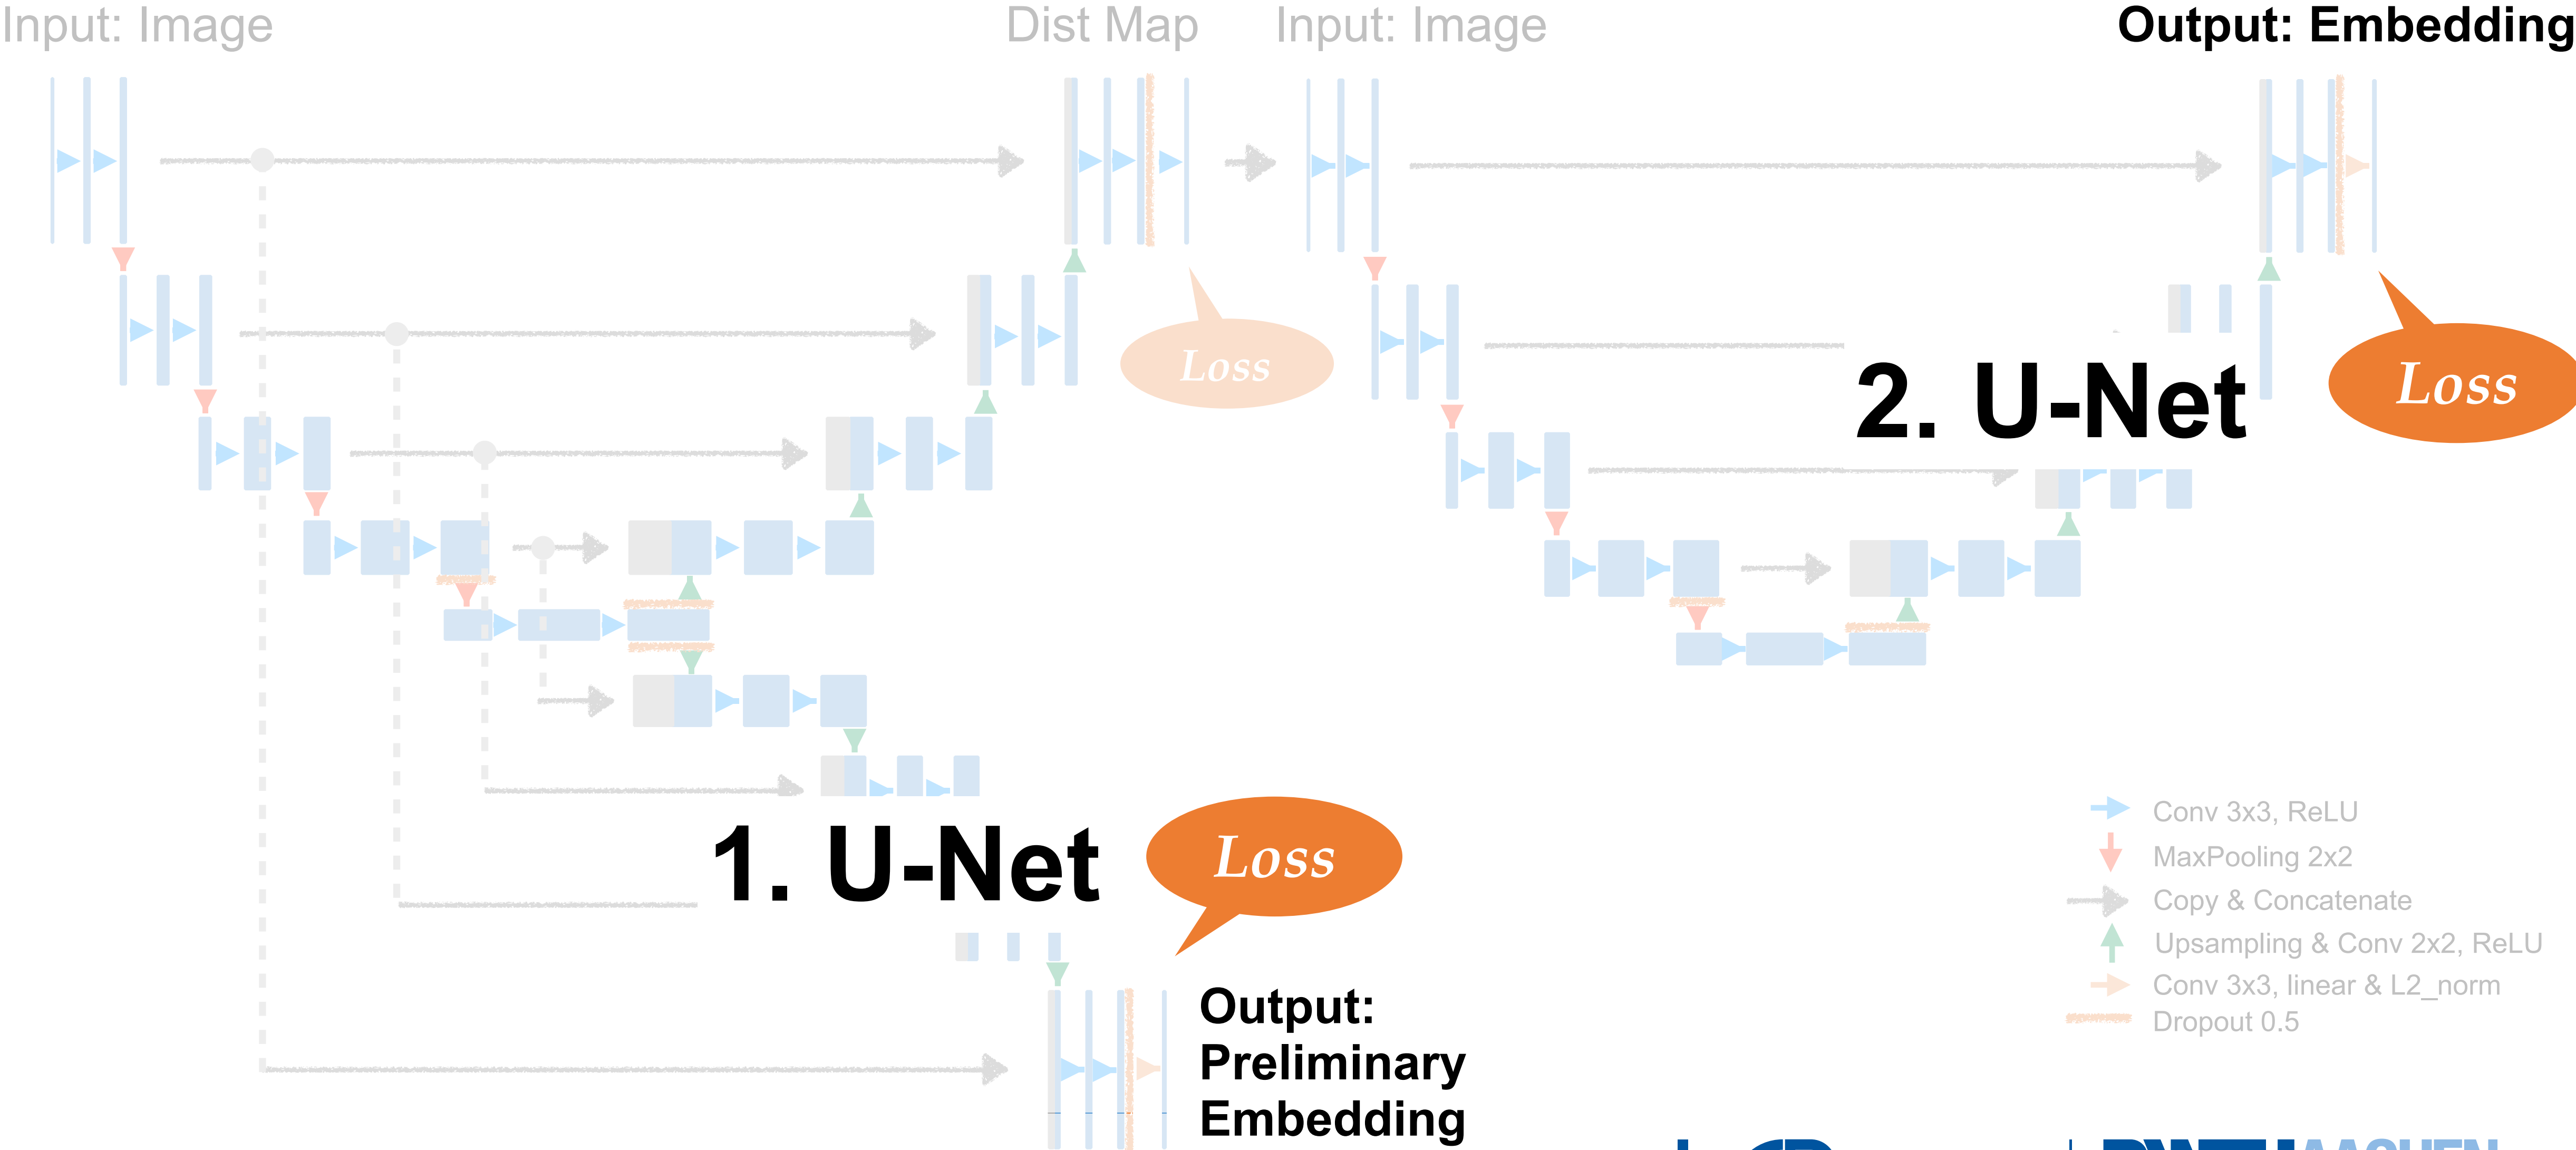 Input: Image
Dist Map
Input: Image
Output: Embedding
Loss
Loss
2. U-Net
1. U-Net
Loss
Output:
Preliminary
Embedding
Conv 3x3, ReLU
MaxPooling 2x2
Copy & Concatenate
Upsampling & Conv 2x2, ReLU
Conv 3x3, linear & L2_norm
Dropout 0.5